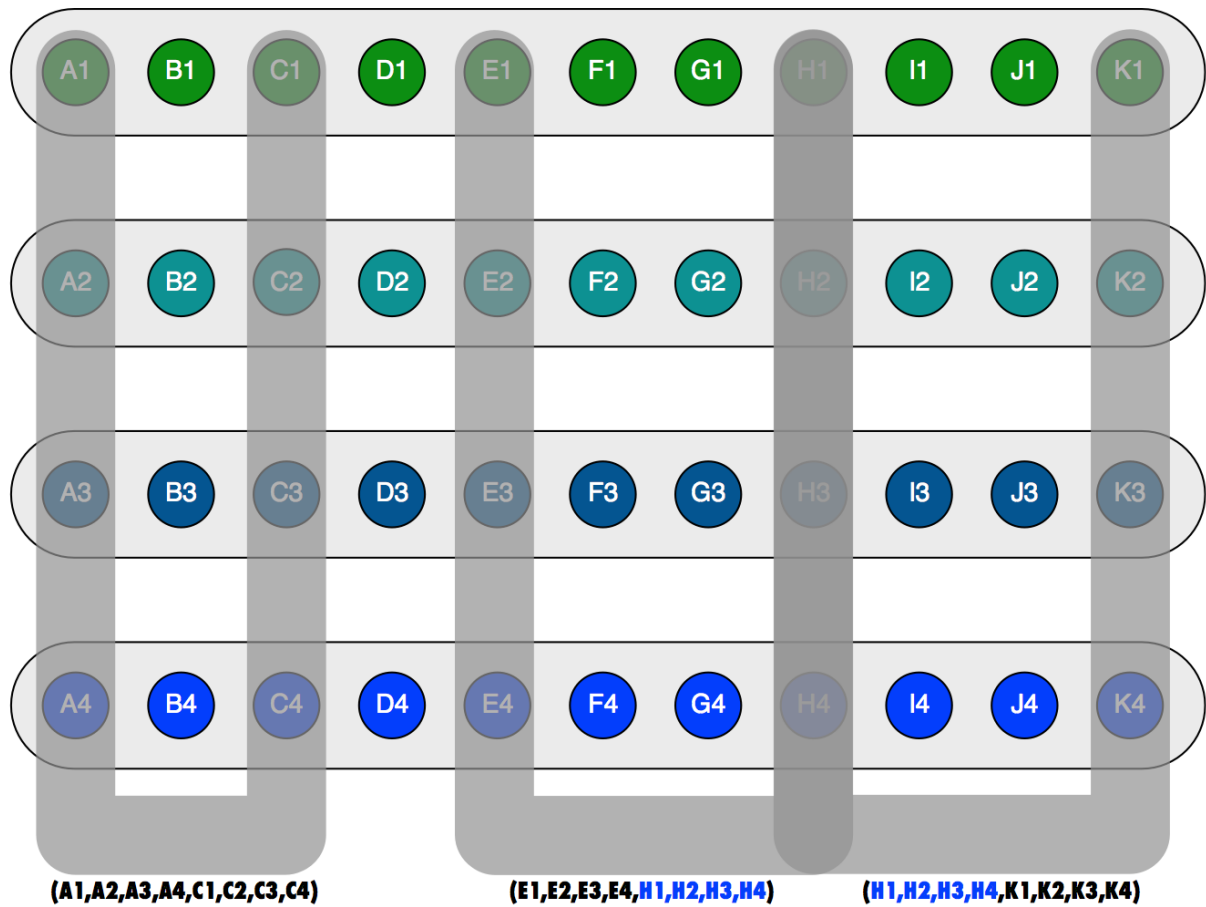 A1 B1 C1 D1 E1 F1 G1 H1 I1 J1 K1
A2 B2 C2 D2 E2 F2 G2 H2 I2 J2 K2
A3 B3 C3 D3 E3 F3 G3 H3 I3 J3 K3
A4 B4 C4 D4 E4 F4 G4 H4 I4 J4 K4
(A1,A2,A3,A4,C1,C2,C3,C4) (E1,E2,E3,E4,H1,H2,H3,H4) (H1,H2,H3,H4,K1,K2,K3,K4)